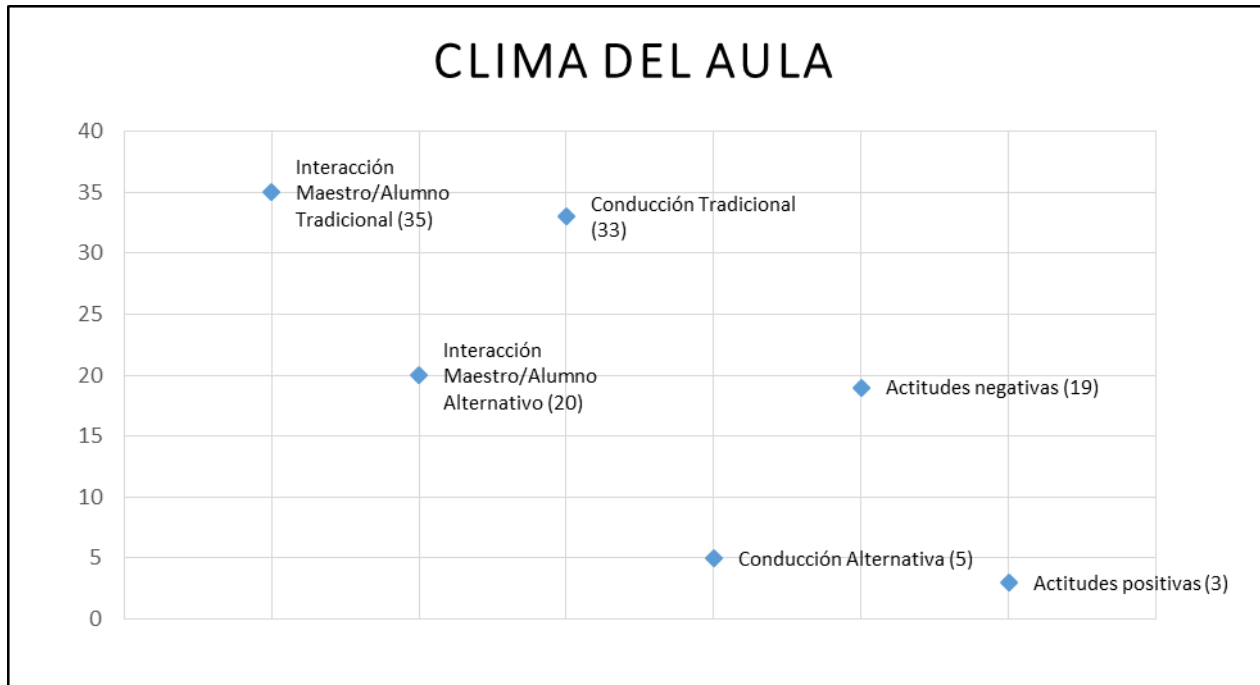 CLIMA DEL AULA
40
35
30
25
20
15
10
5
0
Interacción
Maestro/Alumno
Tradicional (35)
Conducción Tradicional
(33)
Interacción
Maestro/Alumno
Alternativo (20)
Actitudes negativas (19)
Conducción Alternativa (5)
Actitudes positivas (3)